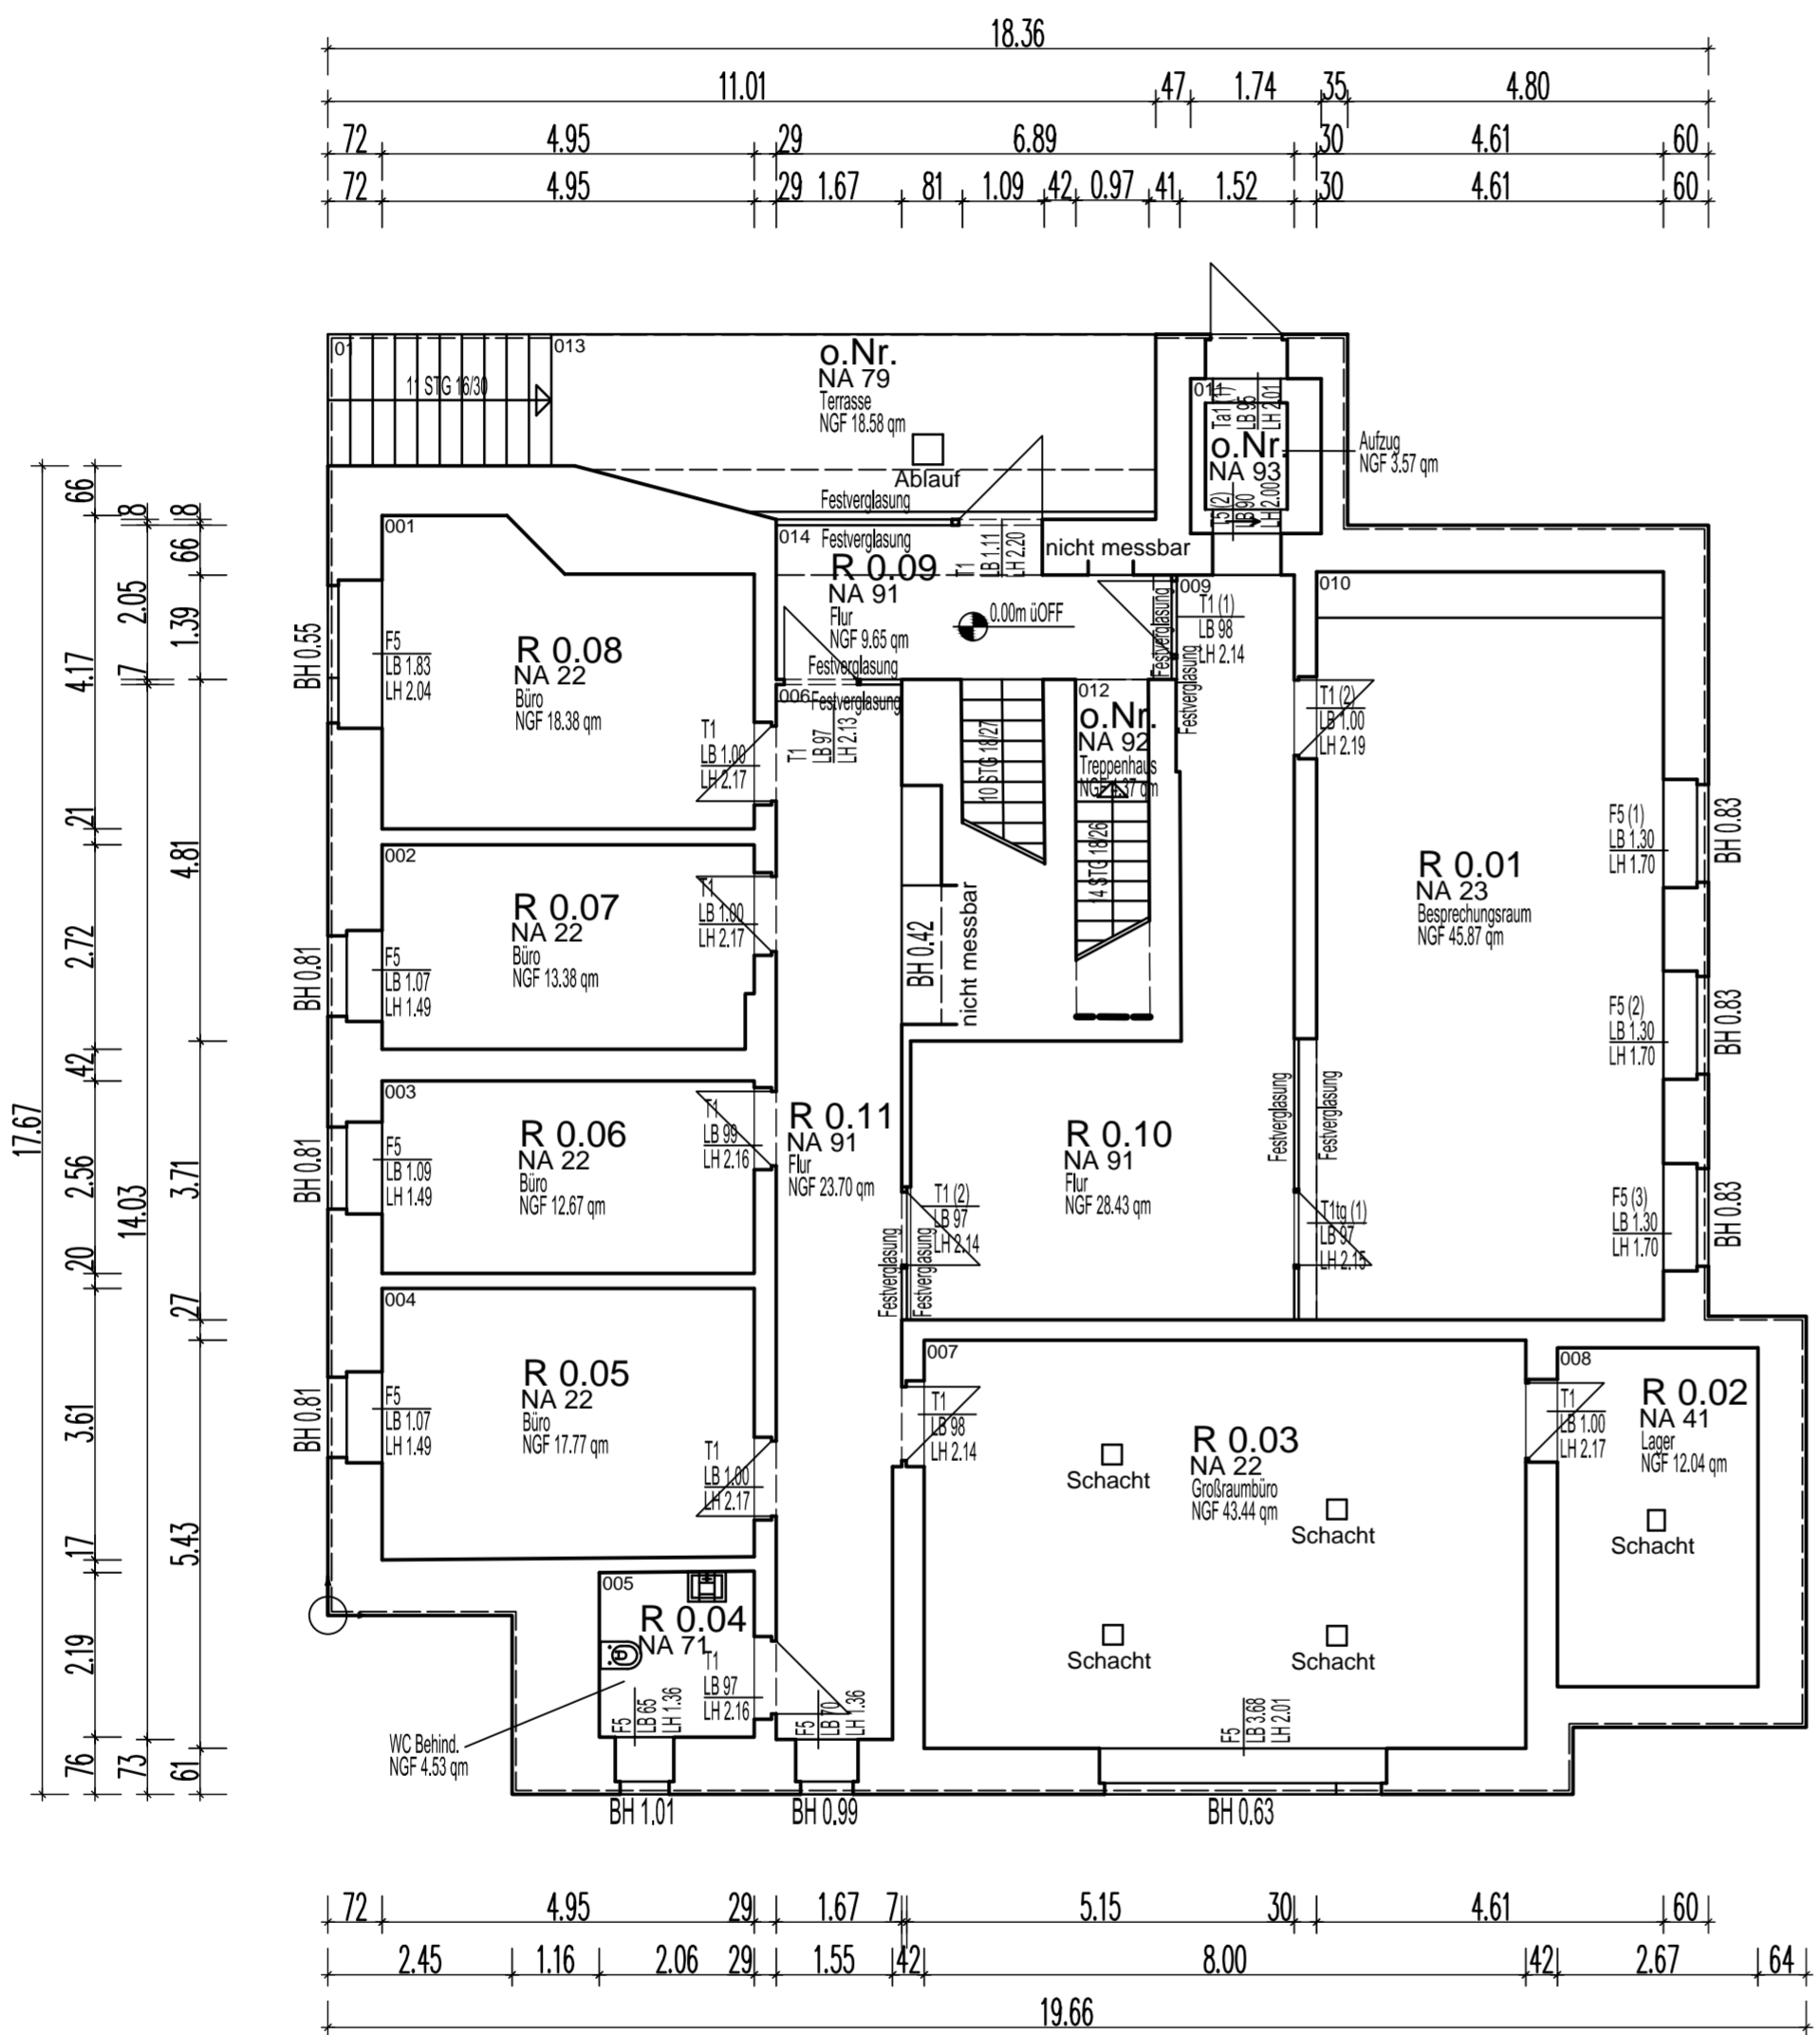 18.36
11.01 47 1.74 35 4.80
72 4.95 29 6.89 30 4.61 60
72 4.95 29 1.67 81 1.09 42 0.97 41 1.52 30 4.61 60
17.67
66 4.17 21 2.72 42 2.56 20 3.61 17 2.19 76
8 2.05 7 14.03 73
8 66 1.39 4.81 3.71 27 5.43 61
01
11 STG 16/30
013
o.Nr.
NA 79
Terrasse
NGF 18.58 qm
Ablauf
Festverglasung
011
Ta1 (1)
LB 95
LH 2.01
o.Nr.
NA 93
LB 90
LH 2.00
Aufzug
NGF 3.57 qm
014
Festverglasung
R 0.09
NA 91
Flur
NGF 9.65 qm
Festverglasung
T1
LB 1.11
LH 2.20
nicht messbar
0.00m üOFF
Festverglasung
Festverglasung
009
T1 (1)
LB 98
LH 2.14
001
BH 0.55
F5
LB 1.83
LH 2.04
R 0.08
NA 22
Büro
NGF 18.38 qm
T1
LB 1.00
LH 2.17
006
Festverglasung
T1
LB 97
LH 2.13
10 STG 18/27
012
o.Nr.
NA 92
Treppenhaus
NGF 4.37 qm
14 STG 18/26
010
T1 (2)
LB 1.00
LH 2.19
R 0.01
NA 23
Besprechungsraum
NGF 45.87 qm
F5 (1)
LB 1.30
LH 1.70
BH 0.83
F5 (2)
LB 1.30
LH 1.70
BH 0.83
F5 (3)
LB 1.30
LH 1.70
BH 0.83
002
BH 0.81
F5
LB 1.07
LH 1.49
R 0.07
NA 22
Büro
NGF 13.38 qm
T1
LB 1.00
LH 2.17
BH 0.42
nicht messbar
003
BH 0.81
F5
LB 1.09
LH 1.49
R 0.06
NA 22
Büro
NGF 12.67 qm
T1
LB 99
LH 2.16
R 0.11
NA 91
Flur
NGF 23.70 qm
R 0.10
NA 91
Flur
NGF 28.43 qm
T1 (2)
LB 97
LH 2.14
Festverglasung
Festverglasung
Festverglasung
Festverglasung
T1tg (1)
LB 97
LH 2.15
004
BH 0.81
F5
LB 1.07
LH 1.49
R 0.05
NA 22
Büro
NGF 17.77 qm
T1
LB 1.00
LH 2.17
007
T1
LB 98
LH 2.14
R 0.03
NA 22
Großraumbüro
NGF 43.44 qm
Schacht
Schacht
Schacht
Schacht
F5
LB 3.68
LH 2.01
BH 0.63
008
T1
LB 1.00
LH 2.17
R 0.02
NA 41
Lager
NGF 12.04 qm
Schacht
005
R 0.04
NA 71
T1
LB 97
LH 2.16
F5
LB 65
LH 1.36
F5
LB 70
LH 1.36
WC Behind.
NGF 4.53 qm
BH 1.01
BH 0.99
72 4.95 29 1.67 7 5.15 30 4.61 60
2.45 1.16 2.06 29 1.55 42 8.00 42 2.67 64
19.66